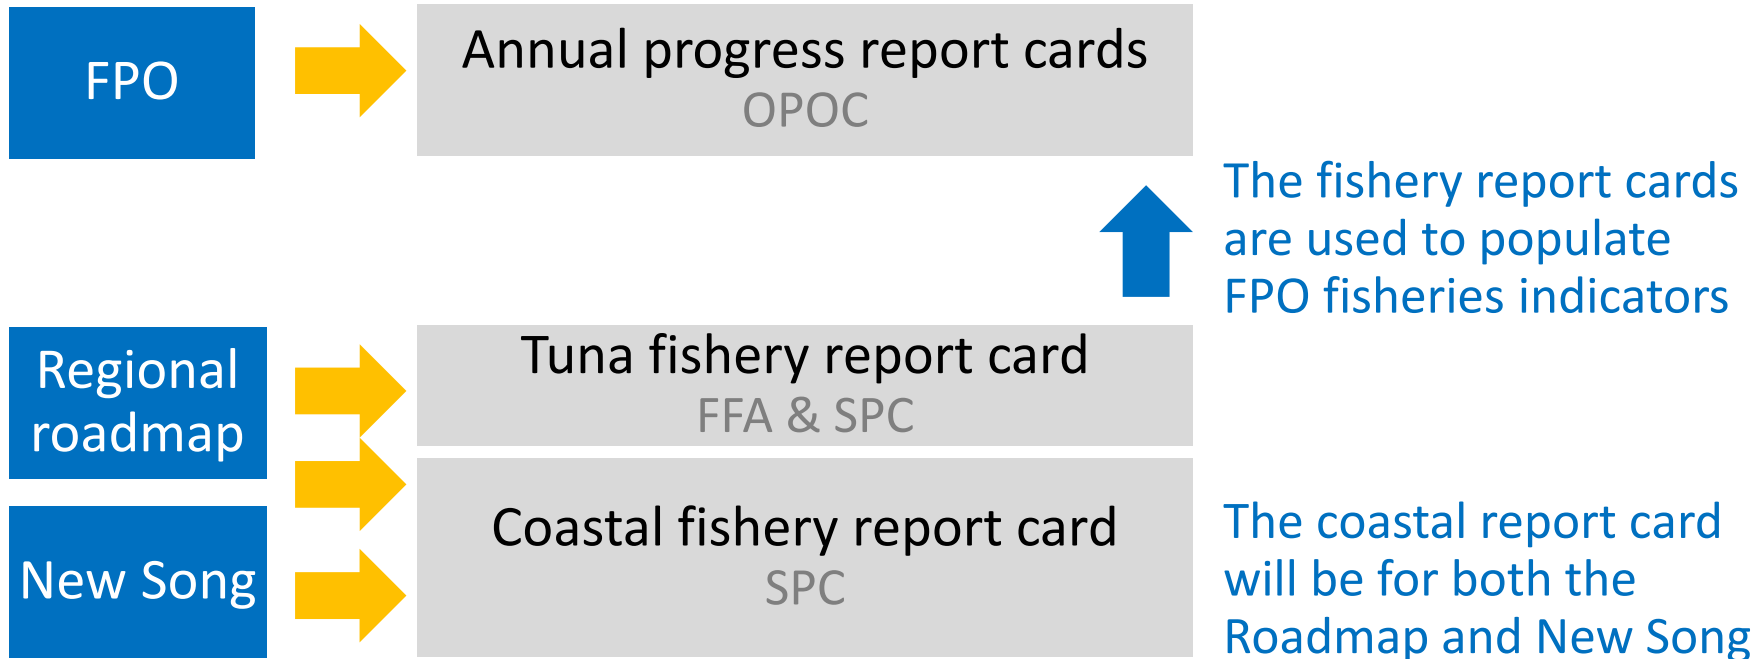 FPO
Annual progress report cards
OPOC
The fishery report cards
are used to populate
FPO fisheries indicators
Regional
roadmap
Tuna fishery report card
FFA & SPC
New Song
Coastal fishery report card
SPC
The coastal report card
will be for both the
Roadmap and New Song